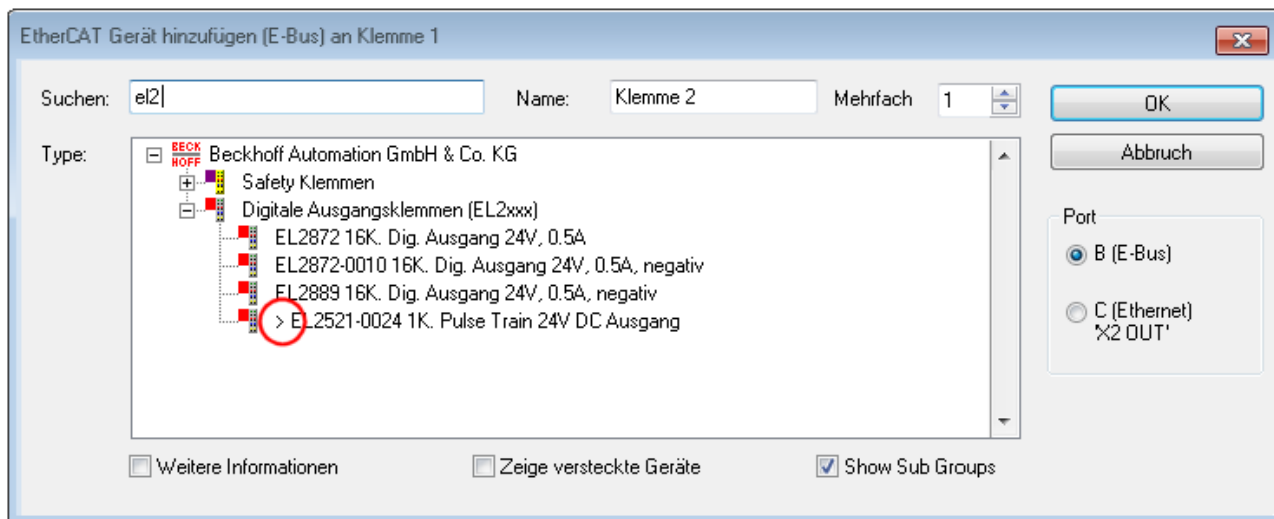 EtherCAT Gerät hinzufügen (E-Bus) an Klemme 1
Suchen: el2 Name: Klemme 2 Mehrfach 1 OK
Type: BECK HOFF Beckhoff Automation GmbH & Co. KG Abbruch
Safety Klemmen
Digitale Ausgangsklemmen (EL2xxx) Port
EL2872 16K. Dig. Ausgang 24V, 0.5A B (E-Bus)
EL2872-0010 16K. Dig. Ausgang 24V, 0.5A, negativ
EL2889 16K. Dig. Ausgang 24V, 0.5A, negativ C (Ethernet)
> EL2521-0024 1K. Pulse Train 24V DC Ausgang 'X2 OUT'
Weitere Informationen Zeige versteckte Geräte Show Sub Groups